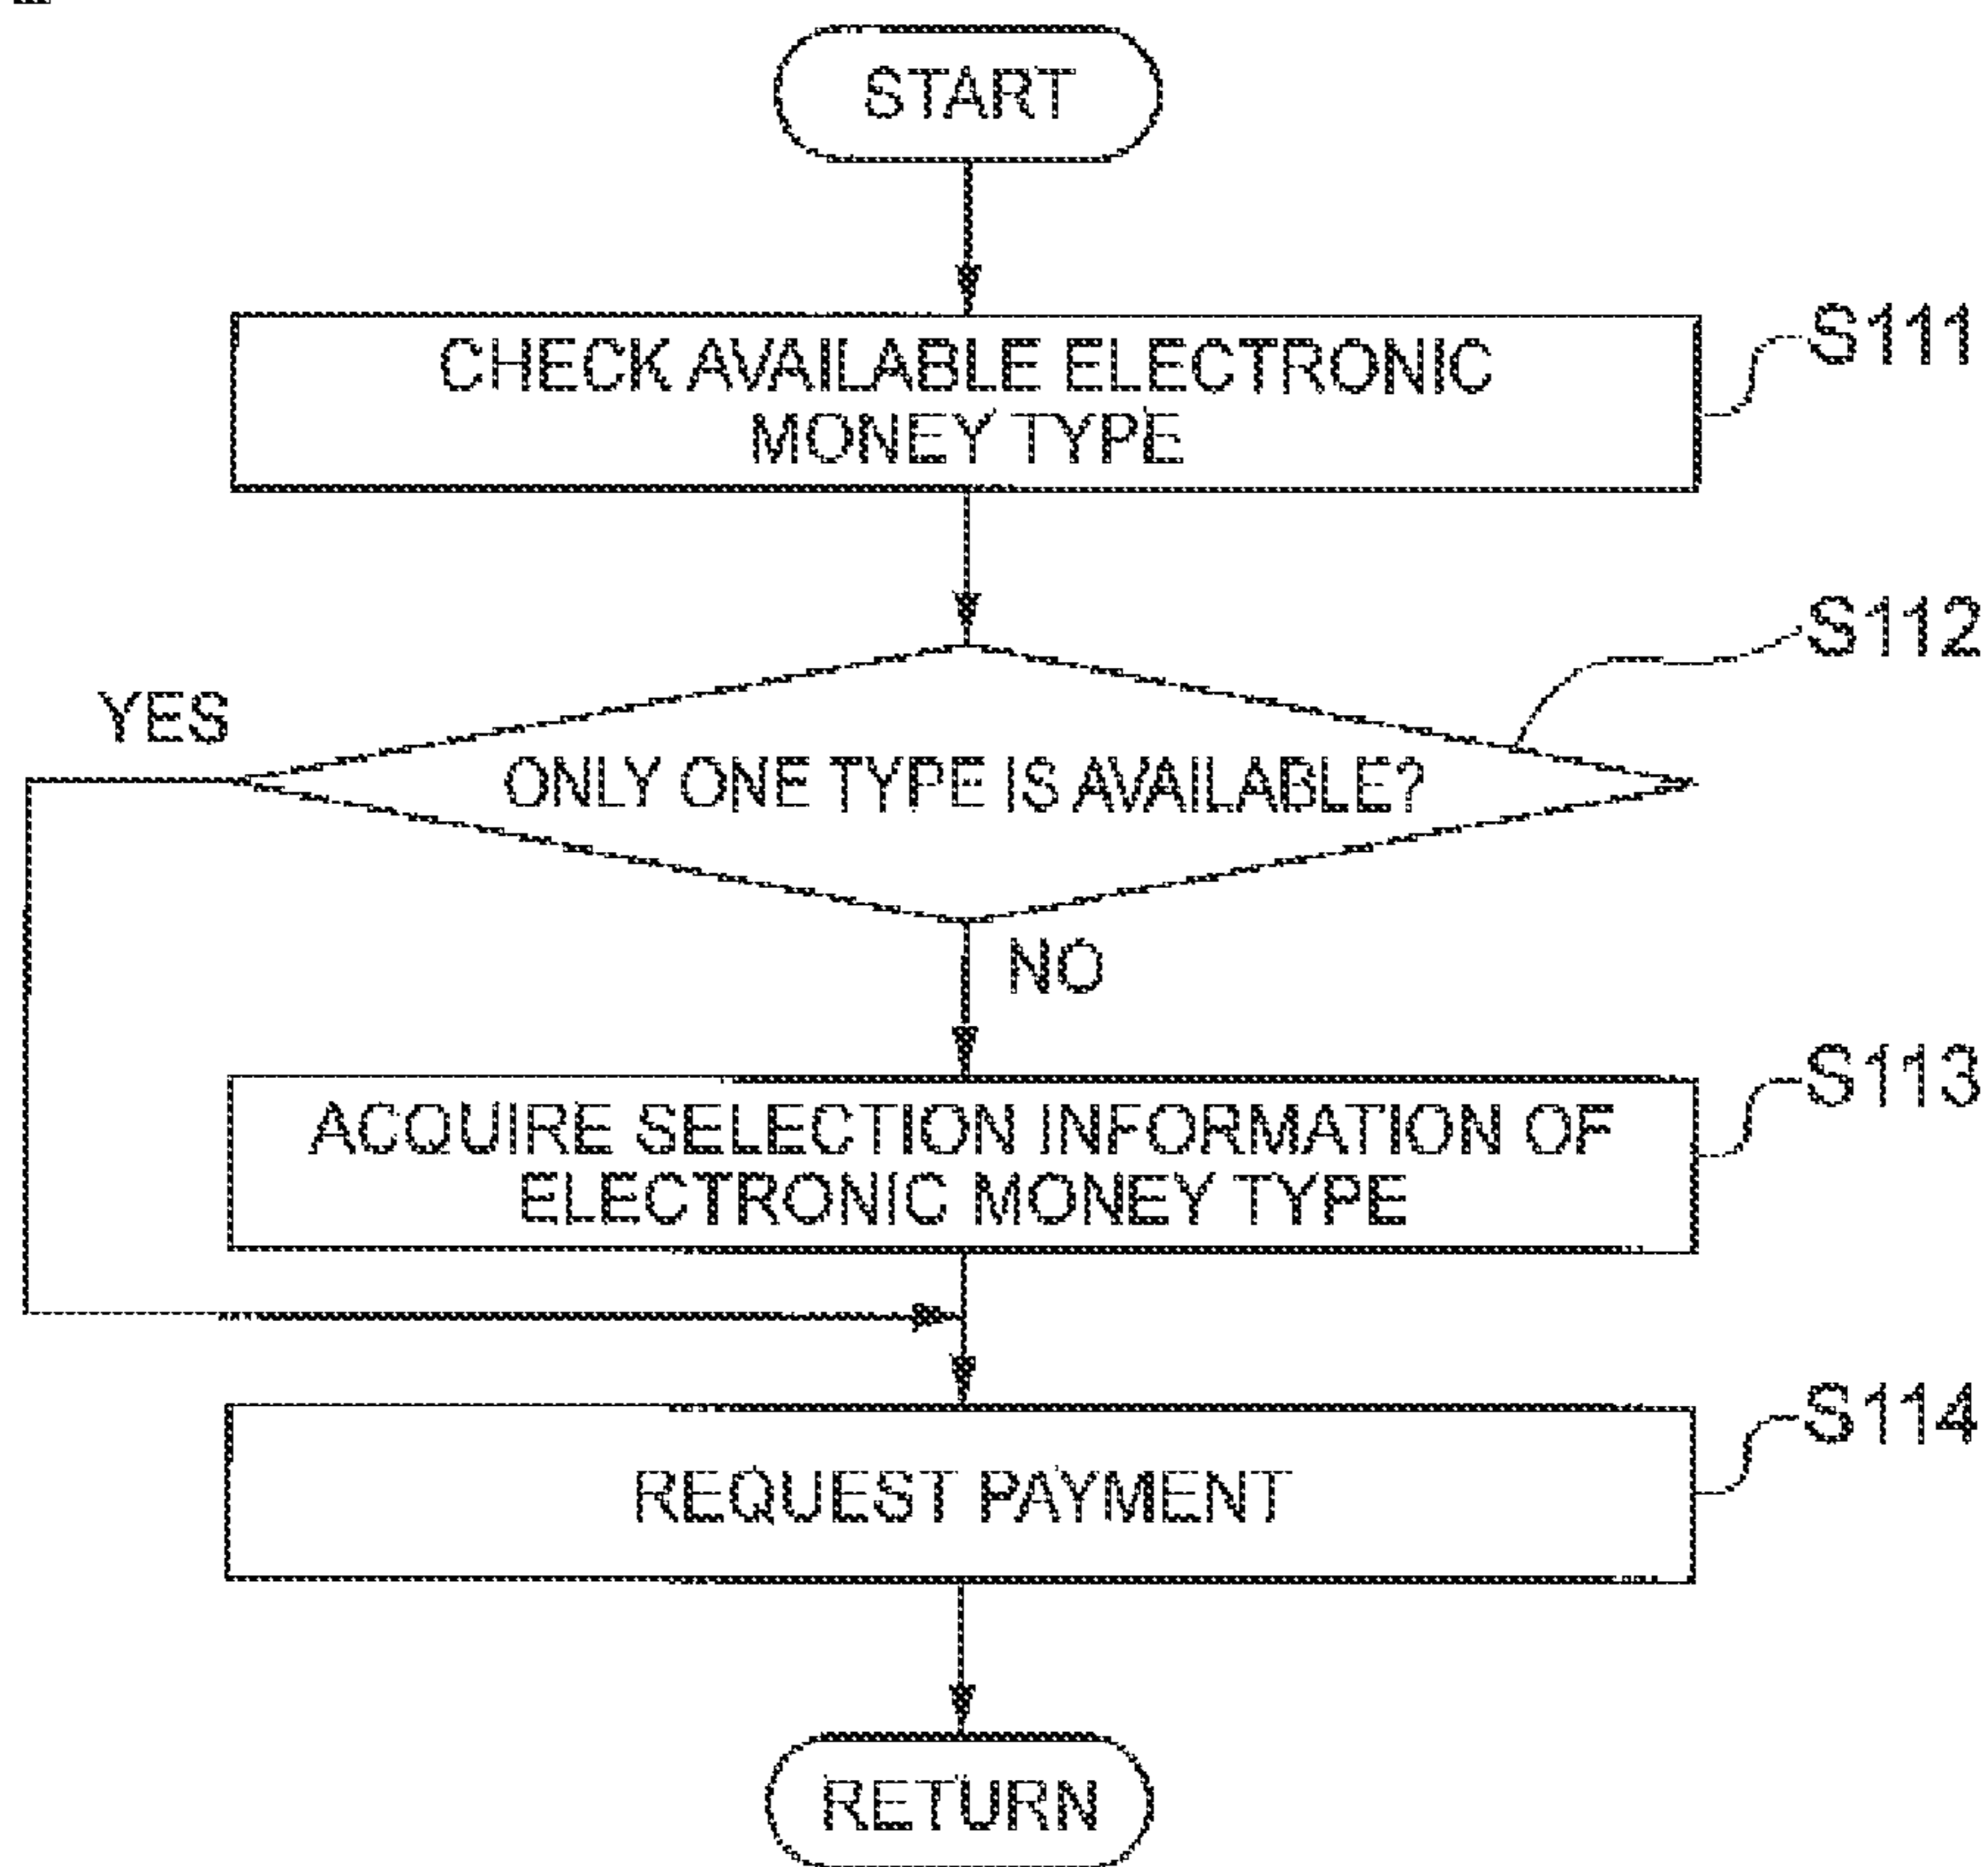 START
CHECK AVAILABLE ELECTRONIC
MONEY TYPE
S111
S112
YES
ONLY ONE TYPE IS AVAILABLE?
NO
S113
ACQUIRE SELECTION INFORMATION OF
ELECTRONIC MONEY TYPE
S114
REQUEST PAYMENT
RETURN